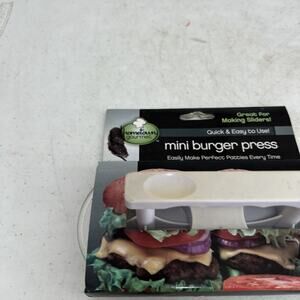 hometown
gourmet
Great for
Making Sliders!
Quick & Easy to Use!
mini burger press
Easily Make Perfect Patties Every Time